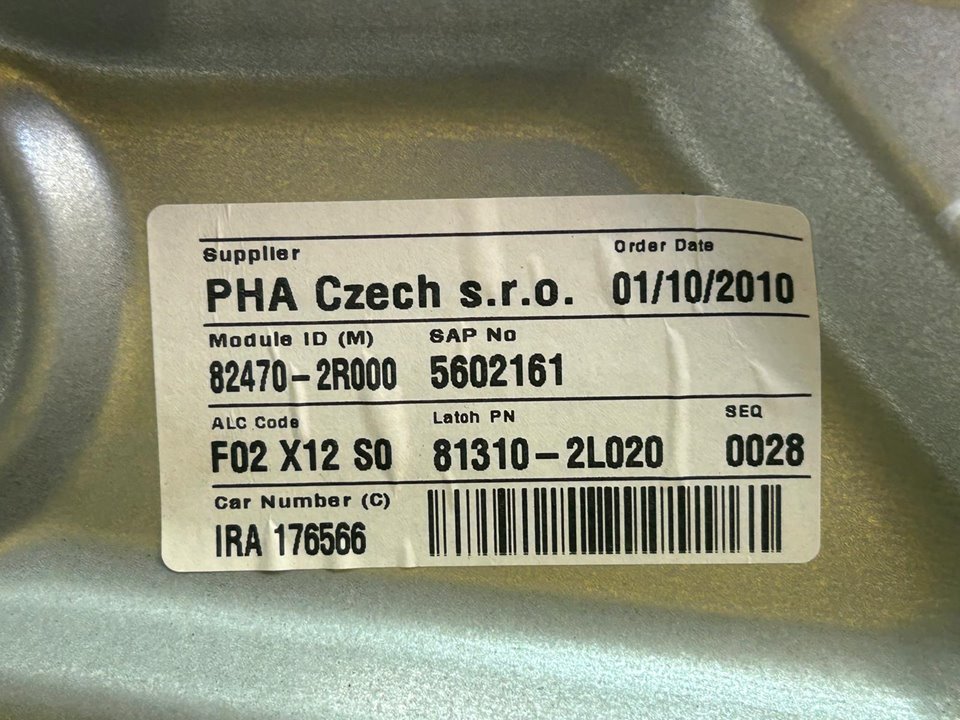 Supplier Order Date
PHA Czech s.r.o. 01/10/2010
Module ID (M) SAP No
82470-2R000 5602161
ALC Code Latch PN SEQ
F02 X12 S0 81310-2L020 0028
Car Number (C)
IRA 176566